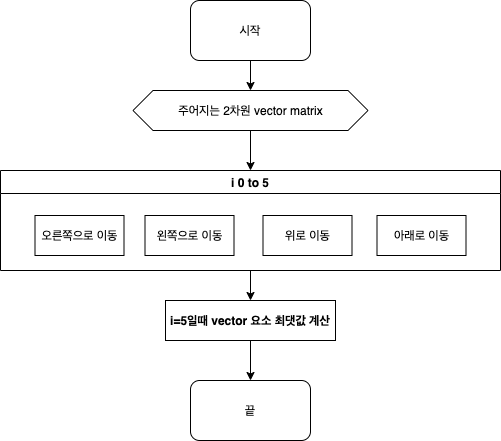 시작
주어지는 2차원 vector matrix
i 0 to 5
오른쪽으로 이동
왼쪽으로 이동
위로 이동
아래로 이동
i=5일때 vector 요소 최댓값 계산
끝